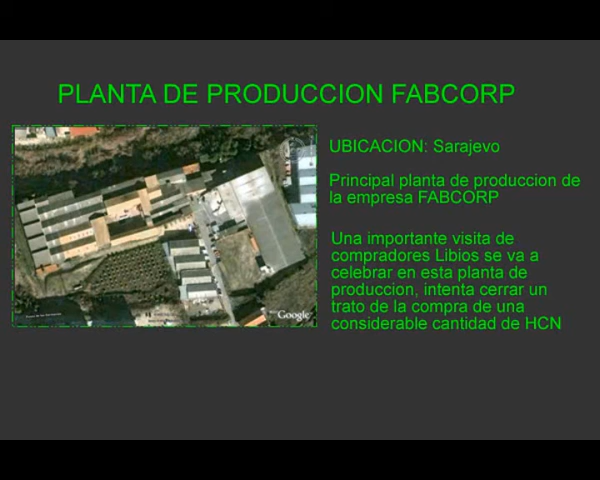 PLANTA DE PRODUCCION FABCORP
UBICACION: Sarajevo
Principal planta de produccion de
la empresa FABCORP
Una importante visita de
compradores Libios se va a
celebrar en esta planta de
produccion, intenta cerrar un
trato de la compra de una
considerable cantidad de HCN
Google